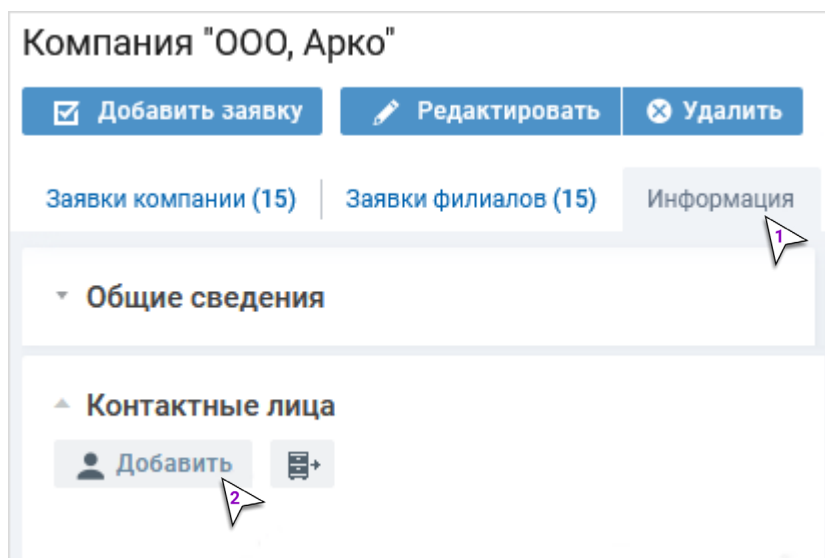 Компания "ООО, Арко"
Добавить заявку Редактировать Удалить
Заявки компании (15) Заявки филиалов (15) Информация
1
Общие сведения
Контактные лица
Добавить
2